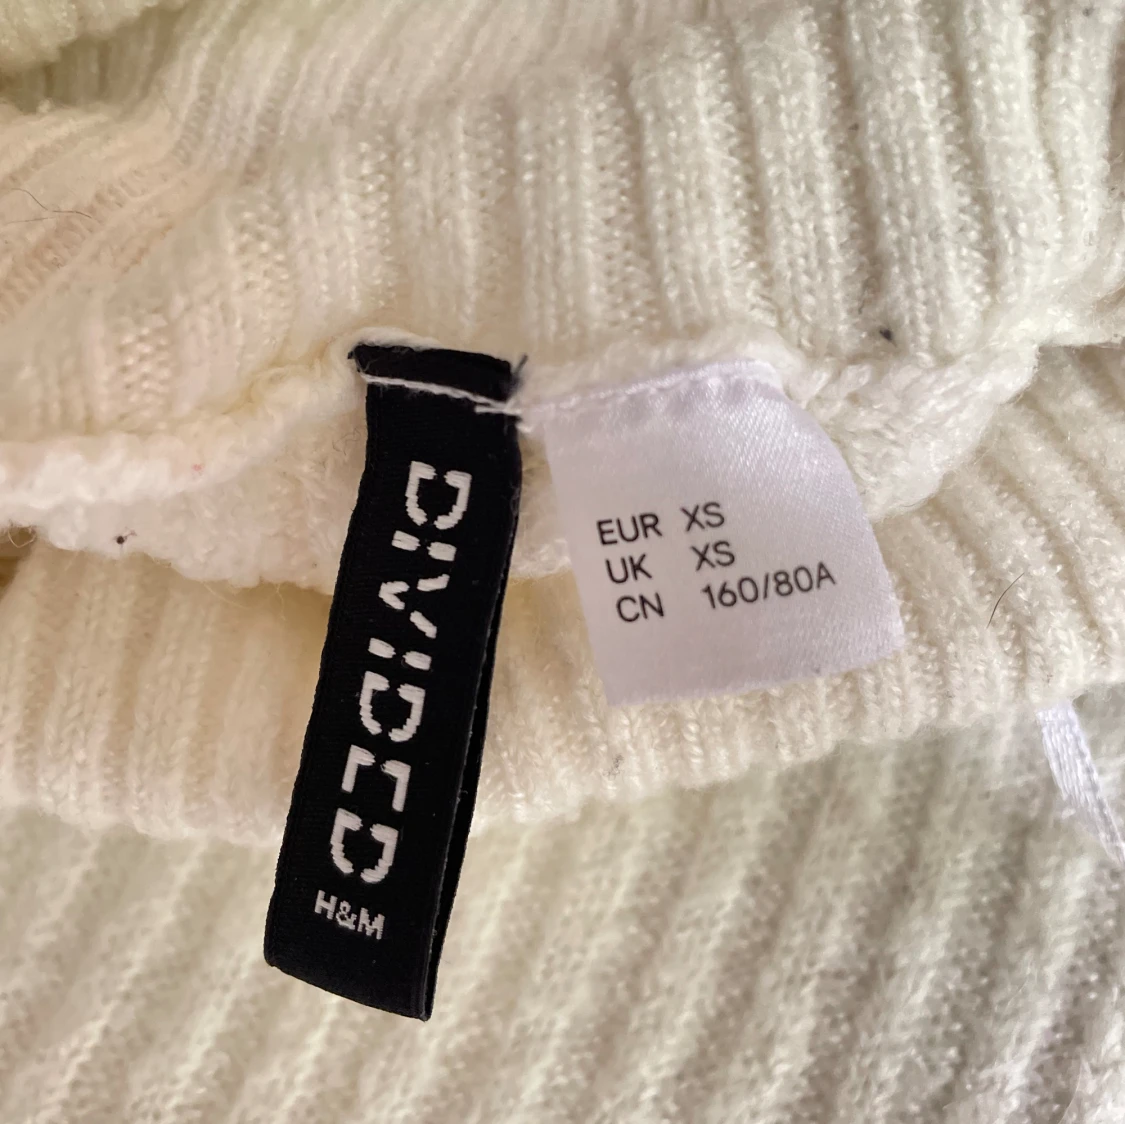 DIVIDED
H&M
EUR XS
UK XS
CN 160/80A